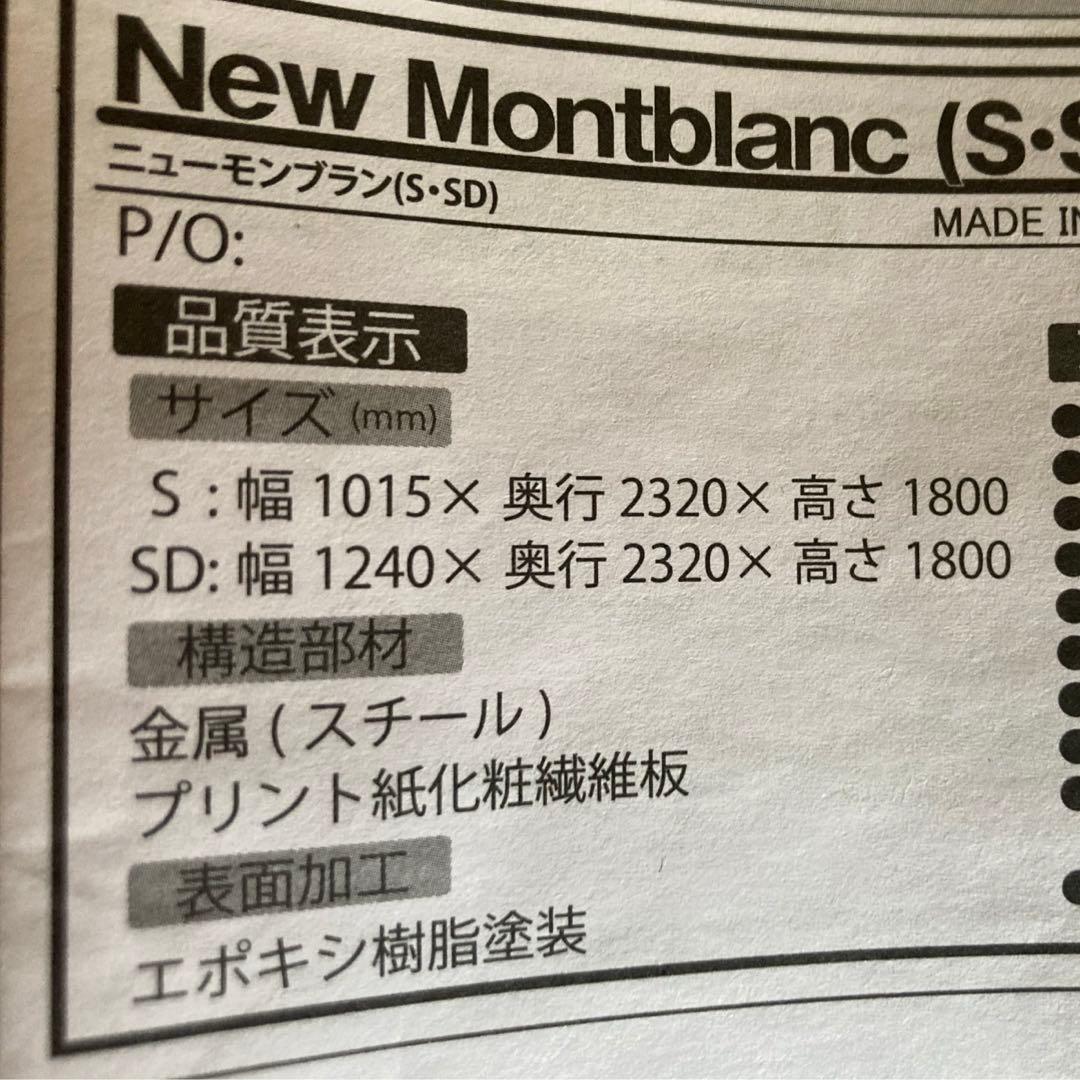 New Montblanc (S・S
ニューモンブラン(S・SD)
MADE IN
P/O:
品質表示
サイズ (mm)
S : 幅 1015× 奥行 2320× 高さ 1800
SD: 幅 1240× 奥行 2320× 高さ 1800
構造部材
金属 ( スチール )
プリント紙化粧繊維板
表面加工
エポキシ樹脂塗装